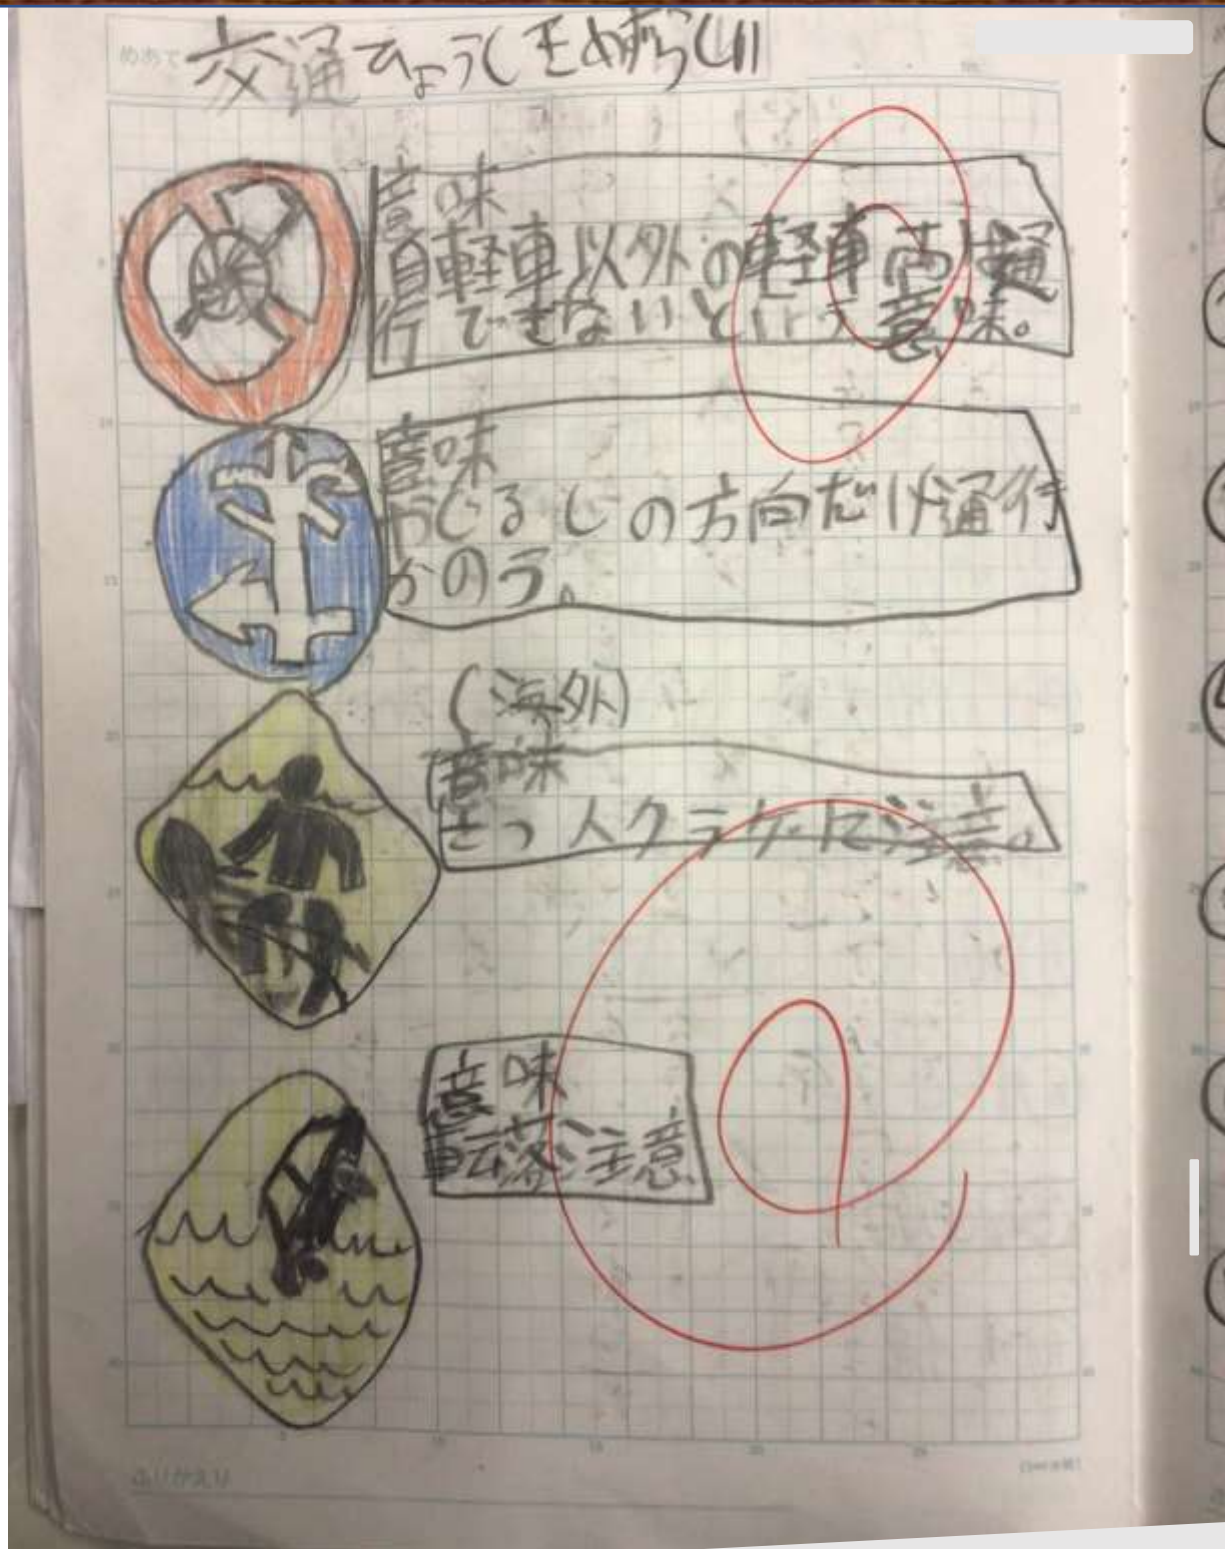 めあて
交通ひょうしきめずらしい
意味
自軽車以外の軽車両は通
行できないという意味。
意味
やじるしの方向だけ通行
かのう。
(海外)
意味
さつ人クラゲに注意。
意味
転落注意
ふりかえり